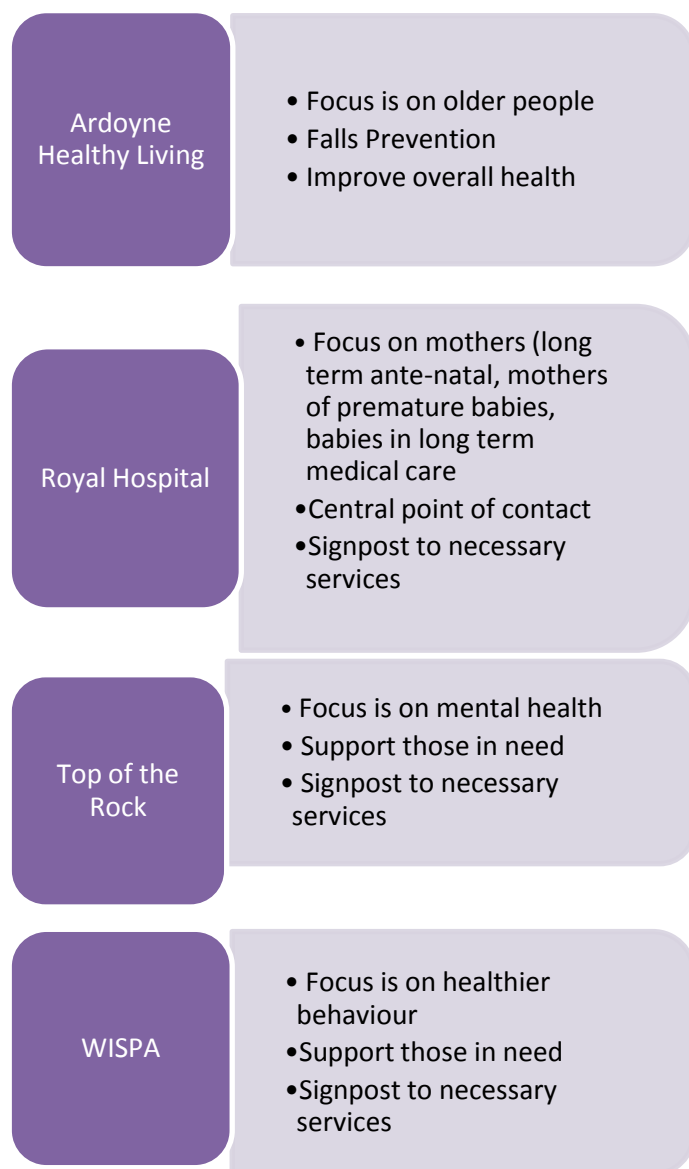 Ardoyne
Healthy Living
• Focus is on older people
• Falls Prevention
• Improve overall health
Royal Hospital
• Focus on mothers (long
term ante-natal, mothers
of premature babies,
babies in long term
medical care
•Central point of contact
•Signpost to necessary
services
Top of the
Rock
• Focus is on mental health
• Support those in need
• Signpost to necessary
services
WISPA
• Focus is on healthier
behaviour
•Support those in need
•Signpost to necessary
services